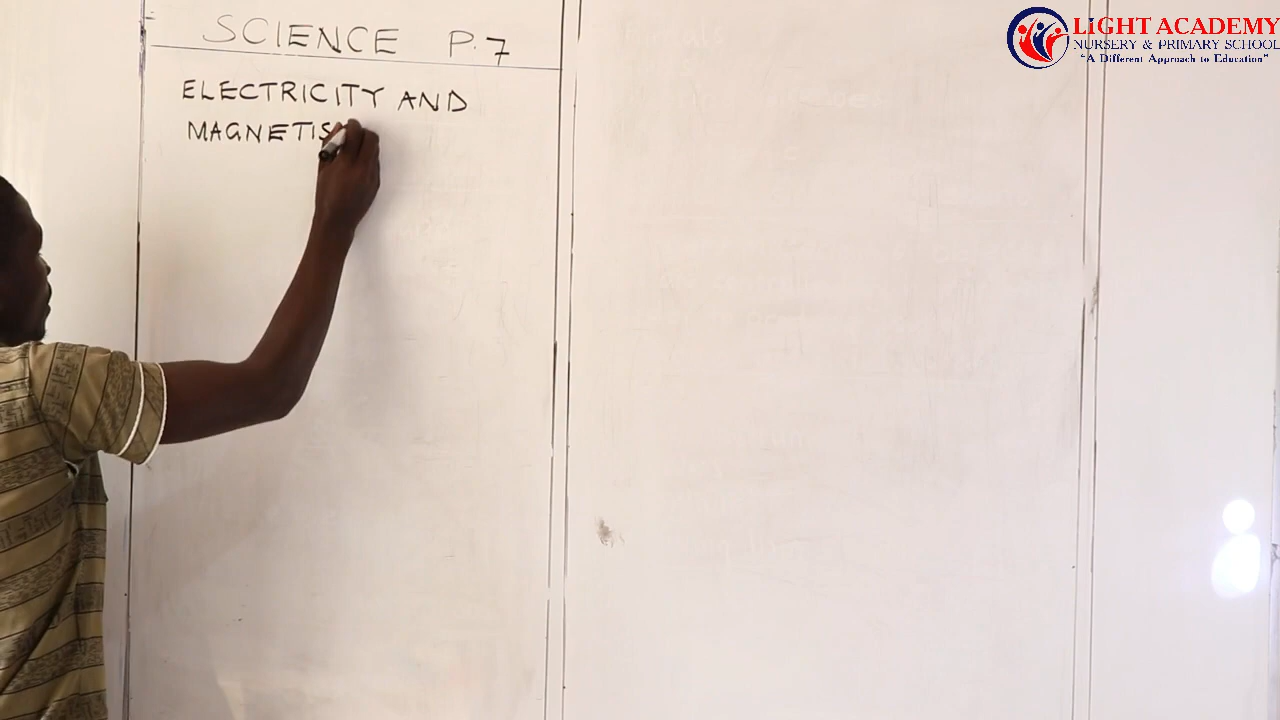 SCIENCE P.7
ELECTRICITY AND
MAGNETIS
LIGHT ACADEMY
NURSERY & PRIMARY SCHOOL
"A Different Approach to Education"